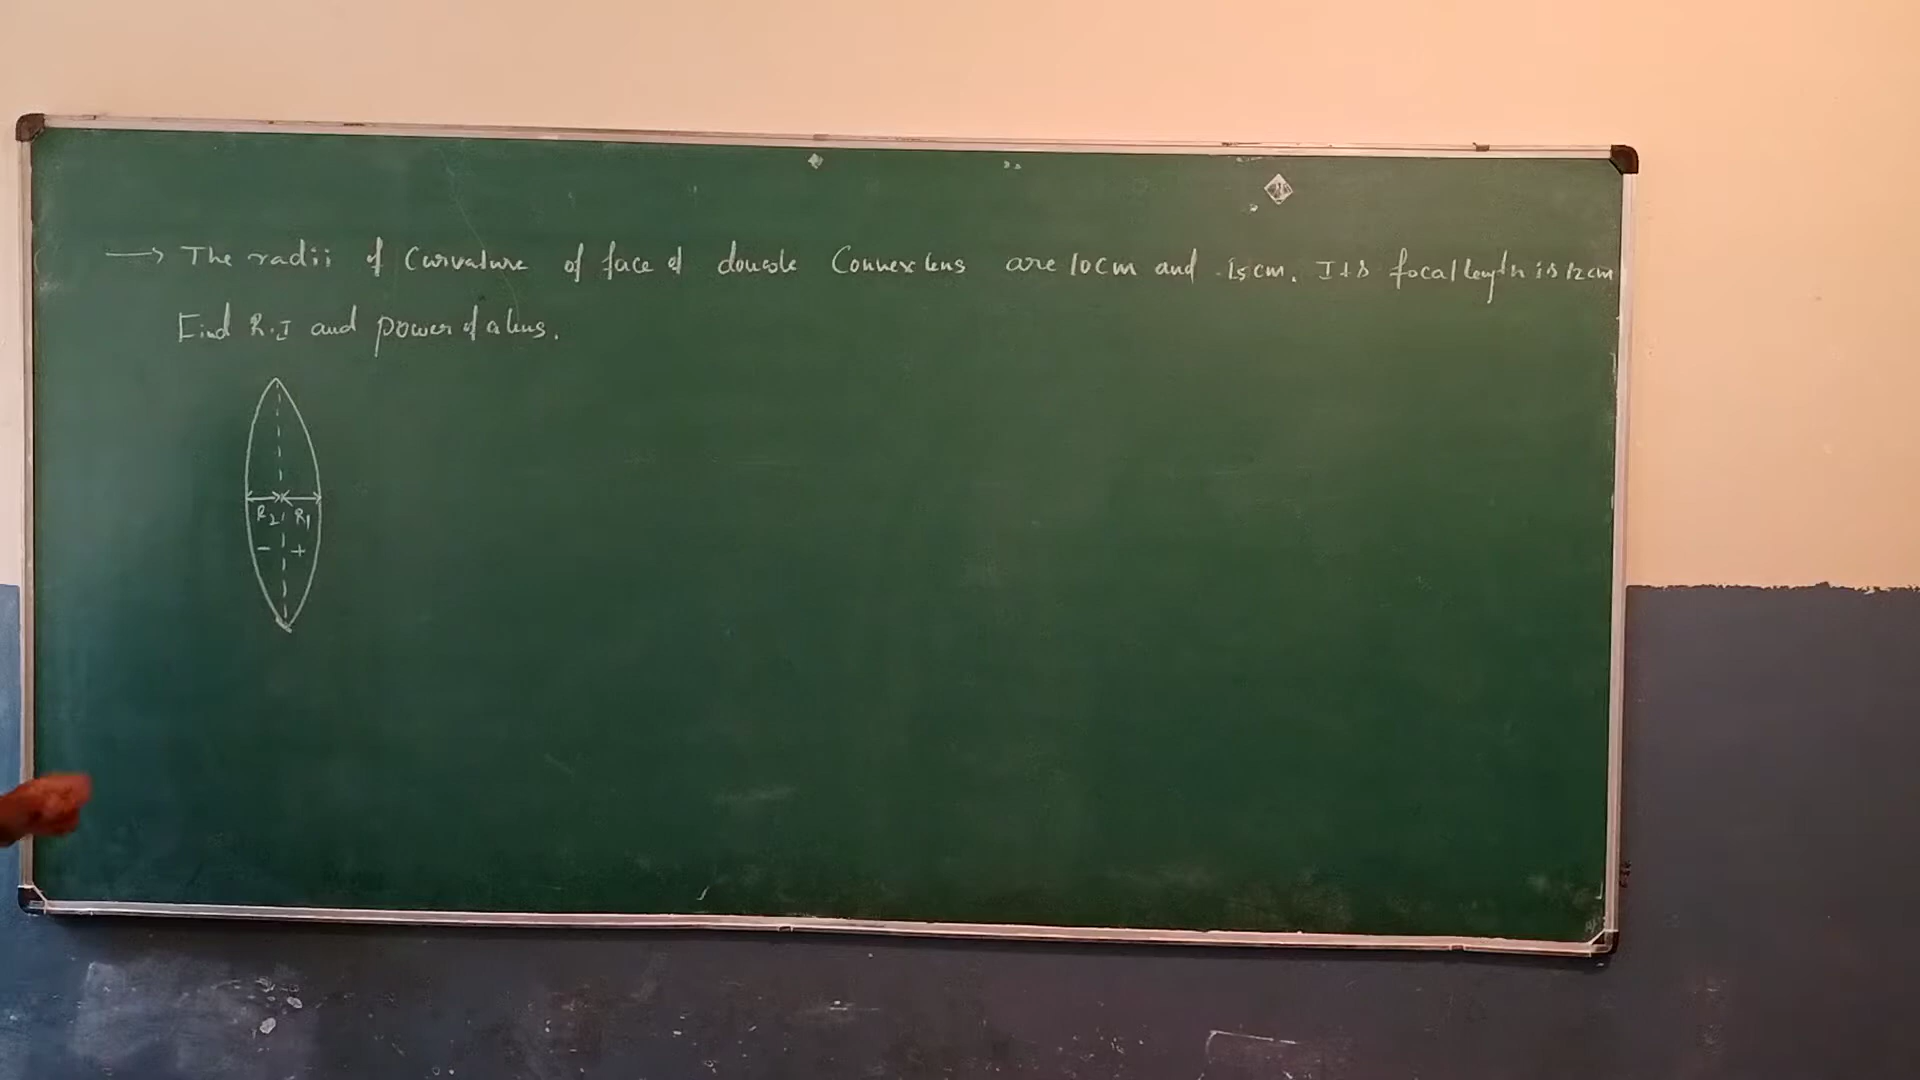 → The radii of Curvature of face of double Convex lens are 10cm and 15cm. Its focal length is 12cm
Find R.I and power of a lens.
R2 R1
- +